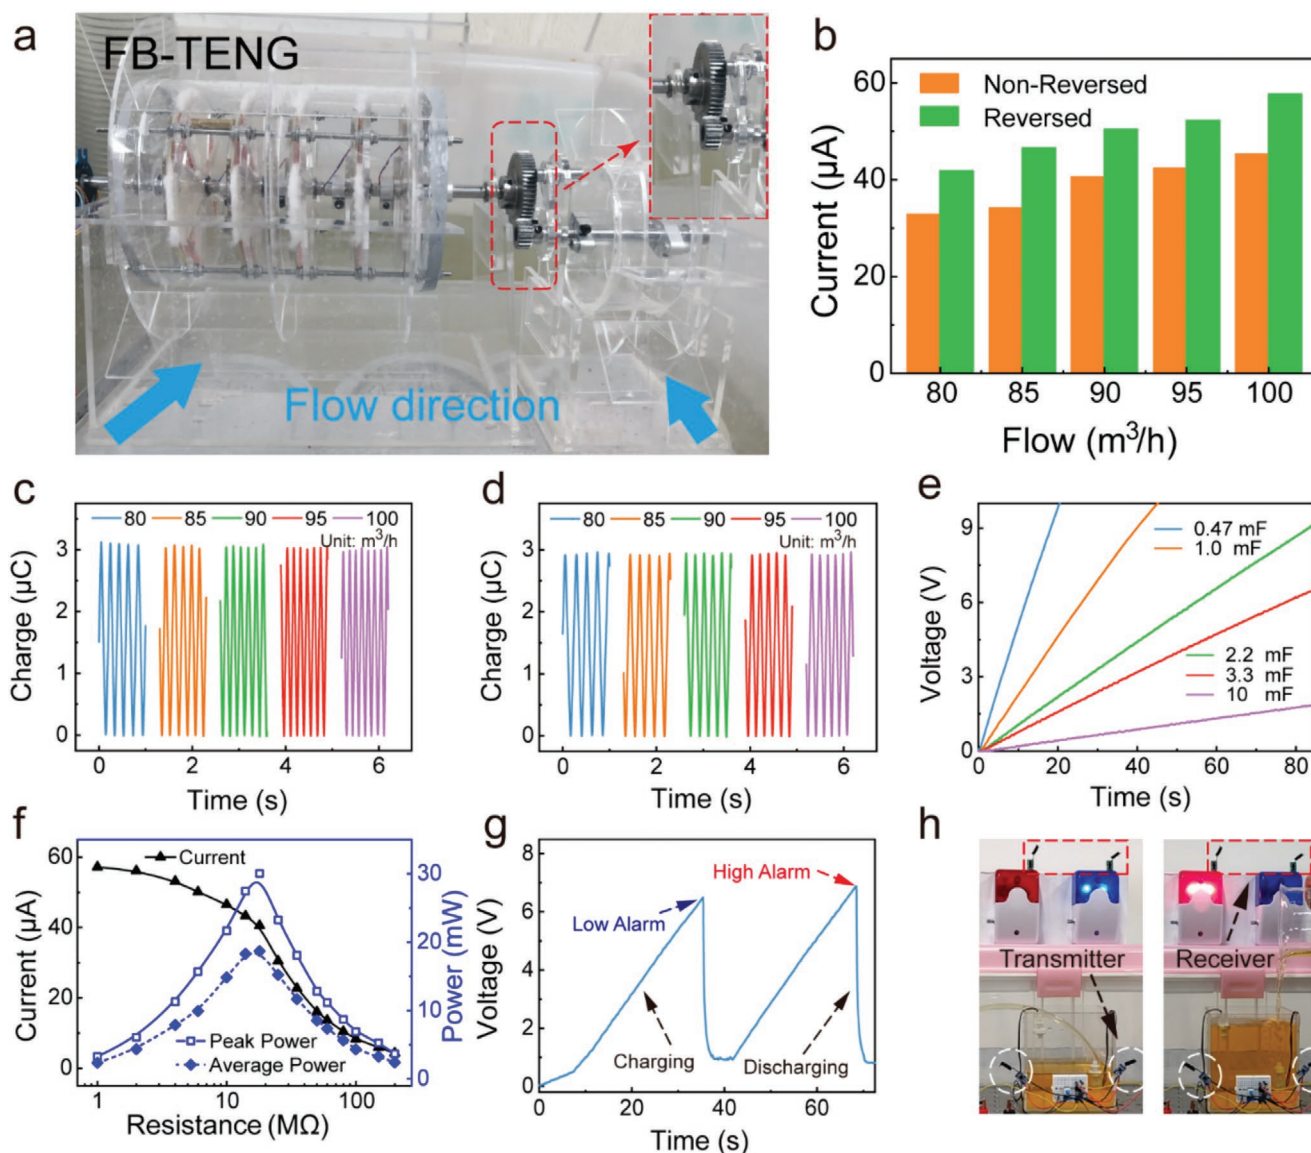 a
FB-TENG
Flow direction
b
Non-Reversed
Reversed
Current (μA)
60
40
20
0
80 85 90 95 100
Flow (m³/h)
c
80 85 90 95 100
Unit: m³/h
Charge (μC)
3
2
1
0
0 2 4 6
Time (s)
d
80 85 90 95 100
Unit: m³/h
Charge (μC)
3
2
1
0
0 2 4 6
Time (s)
e
0.47 mF
1.0 mF
2.2 mF
3.3 mF
10 mF
Voltage (V)
9
6
3
0
0 20 40 60 80
Time (s)
f
Current
Peak Power
Average Power
Current (μA)
60
40
20
0
Power (mW)
30
20
10
0
1 10 100
Resistance (MΩ)
g
High Alarm
Low Alarm
Charging
Discharging
Voltage (V)
8
6
4
2
0
0 20 40 60
Time (s)
h
Transmitter
Receiver